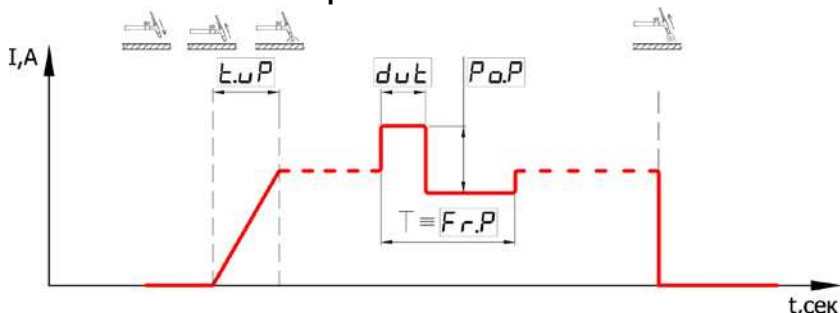 I,A
t.uP
dut
Po.P
T ≡ Fr.P
t,сек